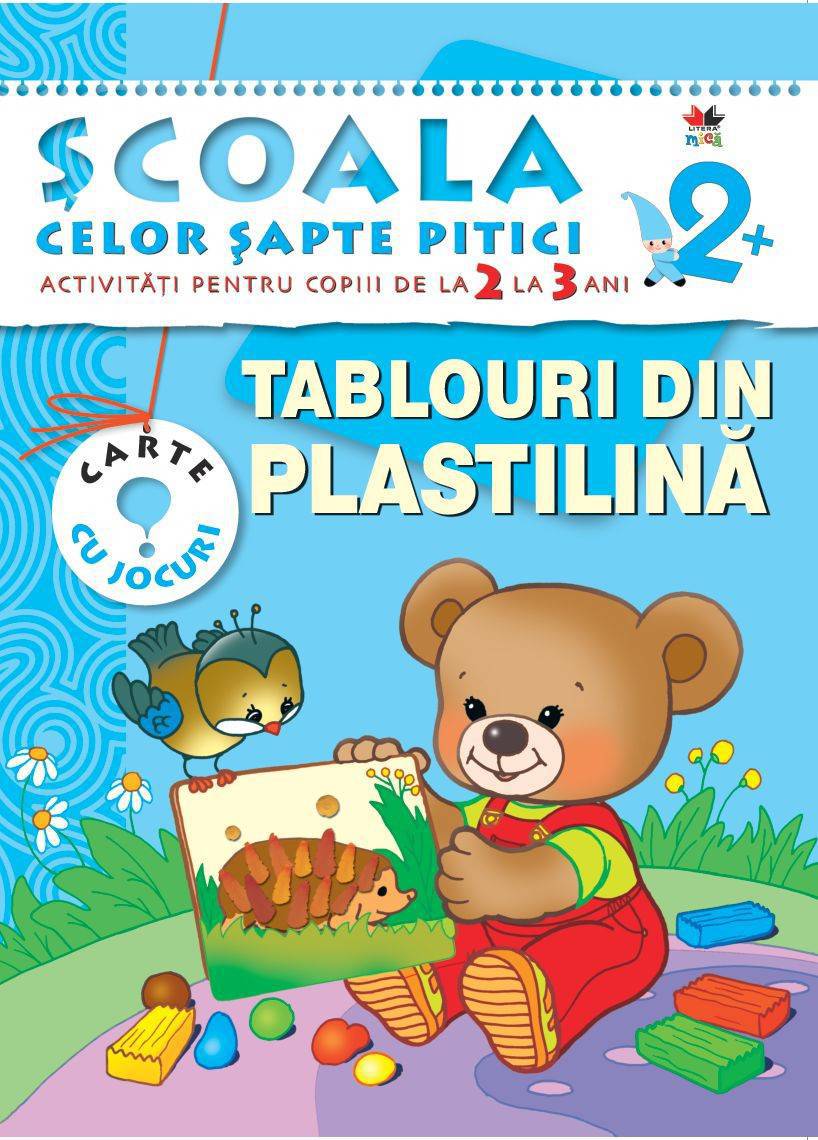 LITERA®
mică
ŞCOALA
CELOR ŞAPTE PITICI
2+
ACTIVITĂŢI PENTRU COPIII DE LA 2 LA 3 ANI
TABLOURI DIN
PLASTILINĂ
CARTE
CU JOCURI